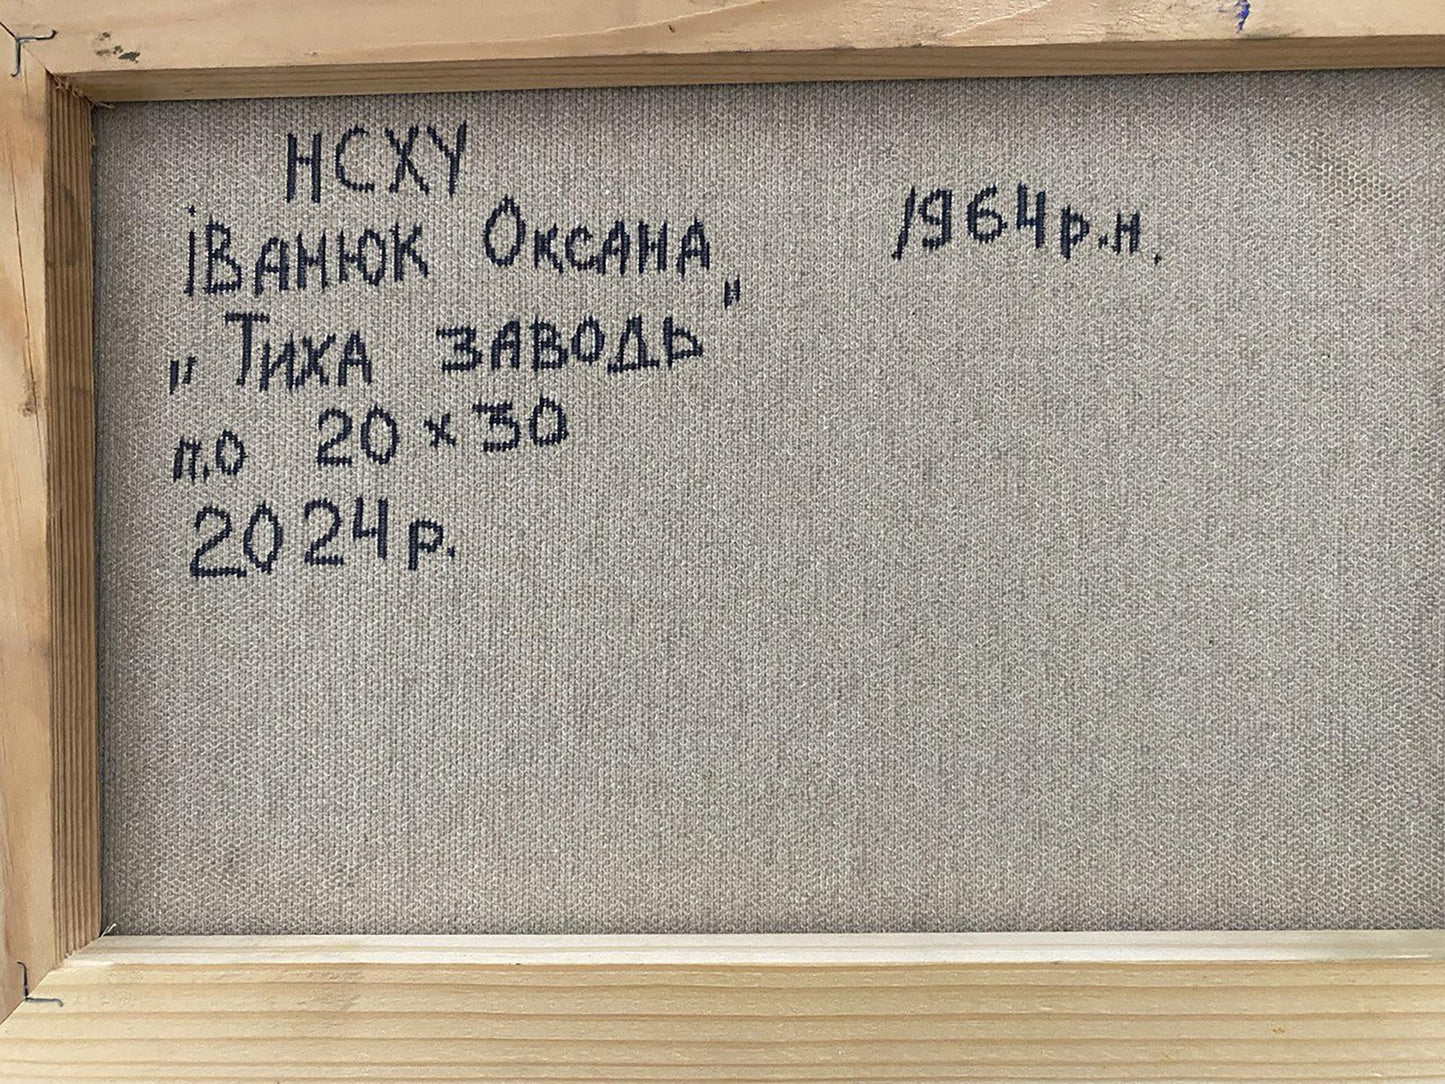 НСХУ
іванюк Оксана 1964р.н.
„Тиха заводь"
п.о 20 x 30
2024р.